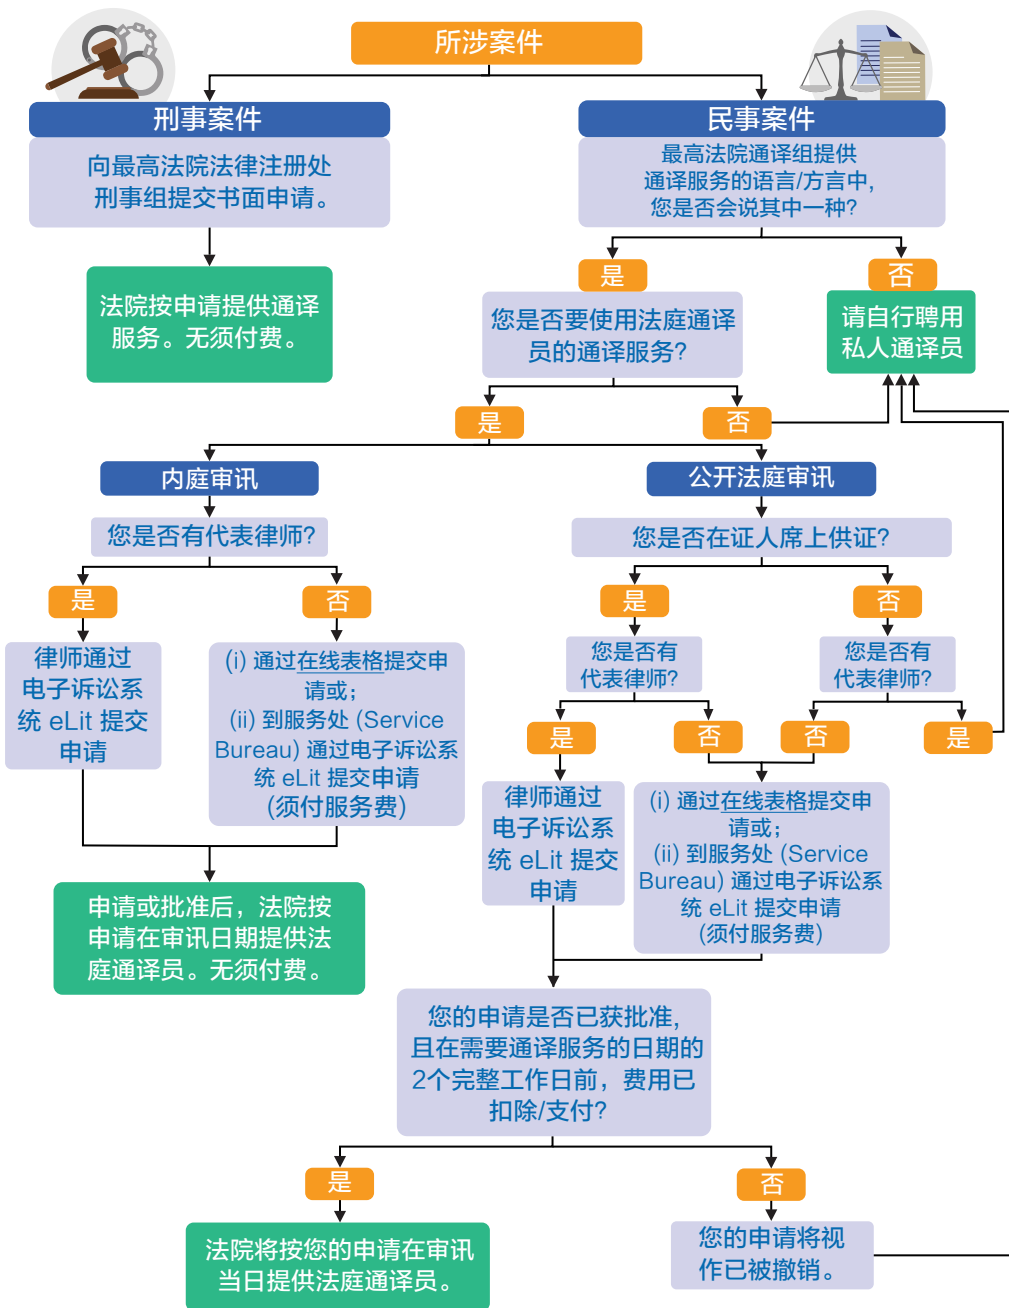 所涉案件
刑事案件
向最高法院法律注册处
刑事组提交书面申请。
法院按申请提供通译
服务。无须付费。
民事案件
最高法院通译组提供
通译服务的语言/方言中，
您是否会说其中一种？
是
否
您是否要使用法庭通译
员的通译服务？
请自行聘用
私人通译员
是
否
内庭审讯
您是否有代表律师？
是
否
律师通过
电子诉讼系
统 eLit 提交
申请
(i) 通过在线表格提交申
请或；
(ii) 到服务处 (Service
Bureau) 通过电子诉讼系
统 eLit 提交申请
(须付服务费)
申请或批准后，法院按
申请在审讯日期提供法
庭通译员。无须付费。
公开法庭审讯
您是否在证人席上供证？
是
否
您是否有
代表律师？
您是否有
代表律师？
是
否
否
是
律师通过
电子诉讼系
统 eLit 提交
申请
(i) 通过在线表格提交申
请或；
(ii) 到服务处 (Service
Bureau) 通过电子诉讼系
统 eLit 提交申请
(须付服务费)
您的申请是否已获批准，
且在需要通译服务的日期的
2个完整工作日前，费用已
扣除/支付？
是
否
法院将按您的申请在审讯
当日提供法庭通译员。
您的申请将视
作已被撤销。